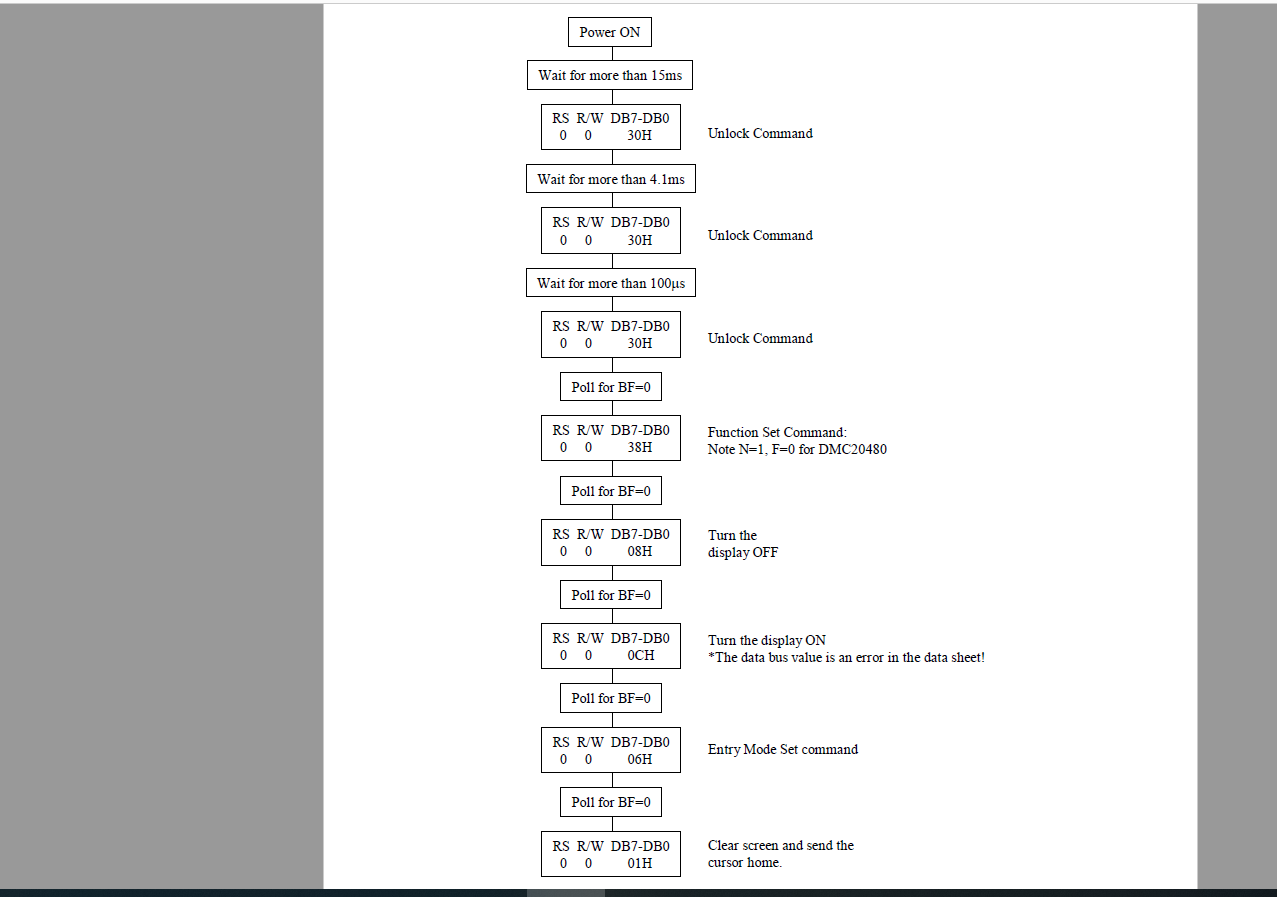 Power ON
Wait for more than 15ms
RS R/W DB7-DB0
0 0 30H
Unlock Command
Wait for more than 4.1ms
RS R/W DB7-DB0
0 0 30H
Unlock Command
Wait for more than 100µs
RS R/W DB7-DB0
0 0 30H
Unlock Command
Poll for BF=0
RS R/W DB7-DB0
0 0 38H
Function Set Command:
Note N=1, F=0 for DMC20480
Poll for BF=0
RS R/W DB7-DB0
0 0 08H
Turn the
display OFF
Poll for BF=0
RS R/W DB7-DB0
0 0 0CH
Turn the display ON
*The data bus value is an error in the data sheet!
Poll for BF=0
RS R/W DB7-DB0
0 0 06H
Entry Mode Set command
Poll for BF=0
RS R/W DB7-DB0
0 0 01H
Clear screen and send the
cursor home.